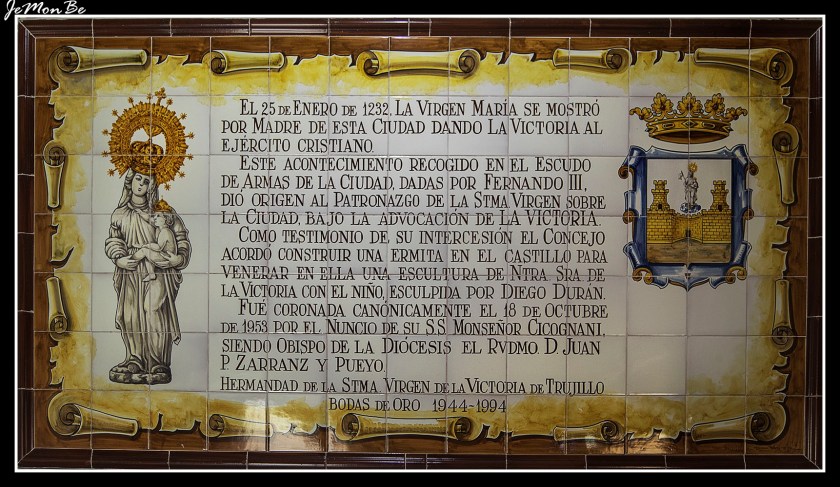 JeMonBe
EL 25 DE ENERO DE 1232, LA VIRGEN MARÍA SE MOSTRÓ
POR MADRE DE ESTA CIUDAD DANDO LA VICTORIA AL
EJÉRCITO CRISTIANO.
ESTE ACONTECIMIENTO RECOGIDO EN EL ESCUDO
DE ARMAS DE LA CIUDAD, DADAS POR FERNANDO III,
DIÓ ORIGEN AL PATRONAZGO DE LA STMA VIRGEN SOBRE
LA CIUDAD, BAJO LA ADVOCACIÓN DE LA VICTORIA.
COMO TESTIMONIO DE SU INTERCESIÓN EL CONCEJO
ACORDÓ CONSTRUIR UNA ERMITA EN EL CASTILLO PARA
VENERAR EN ELLA UNA ESCULTURA DE NTRA SRA DE
LA VICTORIA CON EL NIÑO, ESCULPIDA POR DIEGO DURÁN.
FUÉ CORONADA CANÓNICAMENTE EL 18 DE OCTUBRE
DE 1953 POR EL NUNCIO DE SU S.S. MONSEÑOR CICOGNANI,
SIENDO OBISPO DE LA DIÓCESIS EL RVDMO. D. JUAN
P. ZARRANZ Y PUEYO.
HERMANDAD DE LA STMA. VIRGEN DE LA VICTORIA DE TRUJILLO
BODAS DE ORO 1944-1994